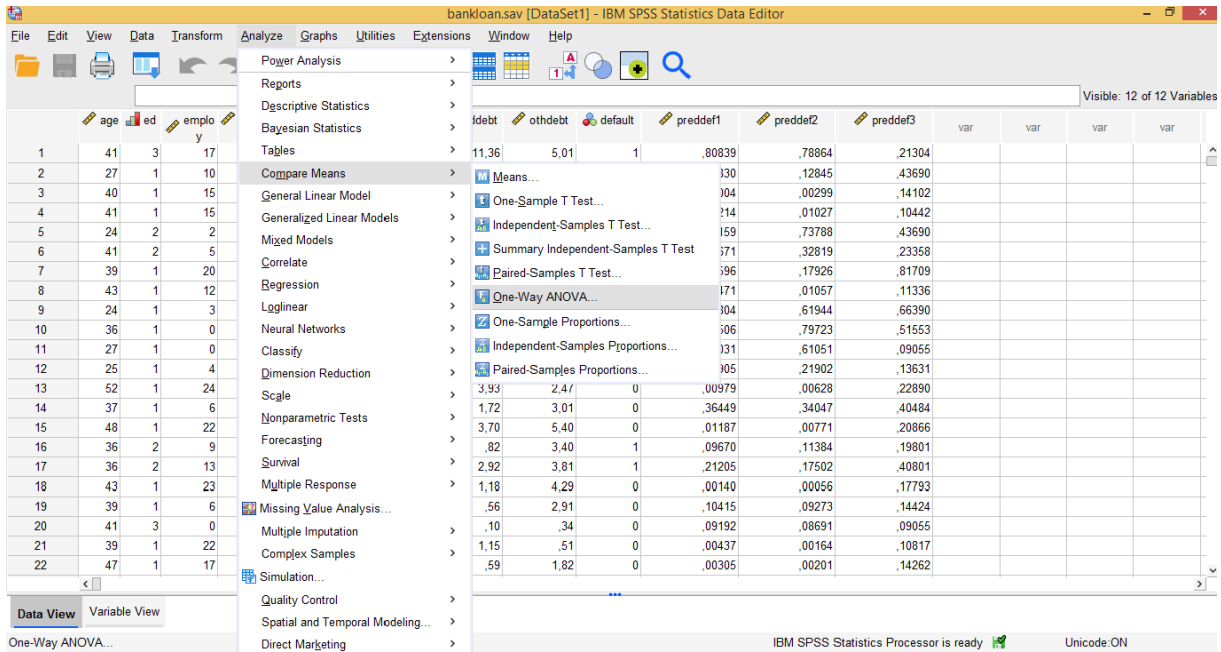 bankloan.sav [DataSet1] - IBM SPSS Statistics Data Editor
File Edit View Data Transform Analyze Graphs Utilities Extensions Window Help
Visible: 12 of 12 Variables
age ed employ debt othdebt default preddef1 preddef2 preddef3 var var var var
1 41 3 17 11,36 5,01 1 ,80839 ,78864 ,21304
2 27 1 10 330 ,12845 ,43690
3 40 1 15 004 ,00299 ,14102
4 41 1 15 214 ,01027 ,10442
5 24 2 2 159 ,73788 ,43690
6 41 2 5 671 ,32819 ,23358
7 39 1 20 596 ,17926 ,81709
8 43 1 12 471 ,01057 ,11336
9 24 1 3 304 ,61944 ,66390
10 36 1 0 506 ,79723 ,51553
11 27 1 0 031 ,61051 ,09055
12 25 1 4 905 ,21902 ,13631
13 52 1 24 3,93 2,47 0 ,00979 ,00628 ,22890
14 37 1 6 1,72 3,01 0 ,36449 ,34047 ,40484
15 48 1 22 3,70 5,40 0 ,01187 ,00771 ,20866
16 36 2 9 ,82 3,40 1 ,09670 ,11384 ,19801
17 36 2 13 2,92 3,81 1 ,21205 ,17502 ,40801
18 43 1 23 1,18 4,29 0 ,00140 ,00056 ,17793
19 39 1 6 ,56 2,91 0 ,10415 ,09273 ,14424
20 41 3 0 ,10 ,34 0 ,09192 ,08691 ,09055
21 39 1 22 1,15 ,51 0 ,00437 ,00164 ,10817
22 47 1 17 ,59 1,82 0 ,00305 ,00201 ,14262
Power Analysis
Reports
Descriptive Statistics
Bayesian Statistics
Tables
Compare Means
General Linear Model
Generalized Linear Models
Mixed Models
Correlate
Regression
Loglinear
Neural Networks
Classify
Dimension Reduction
Scale
Nonparametric Tests
Forecasting
Survival
Multiple Response
Missing Value Analysis...
Multiple Imputation
Complex Samples
Simulation...
Quality Control
Spatial and Temporal Modeling...
Direct Marketing
Means...
One-Sample T Test...
Independent-Samples T Test...
Summary Independent-Samples T Test
Paired-Samples T Test...
One-Way ANOVA...
One-Sample Proportions...
Independent-Samples Proportions...
Paired-Samples Proportions...
Data View Variable View
One-Way ANOVA... IBM SPSS Statistics Processor is ready Unicode:ON